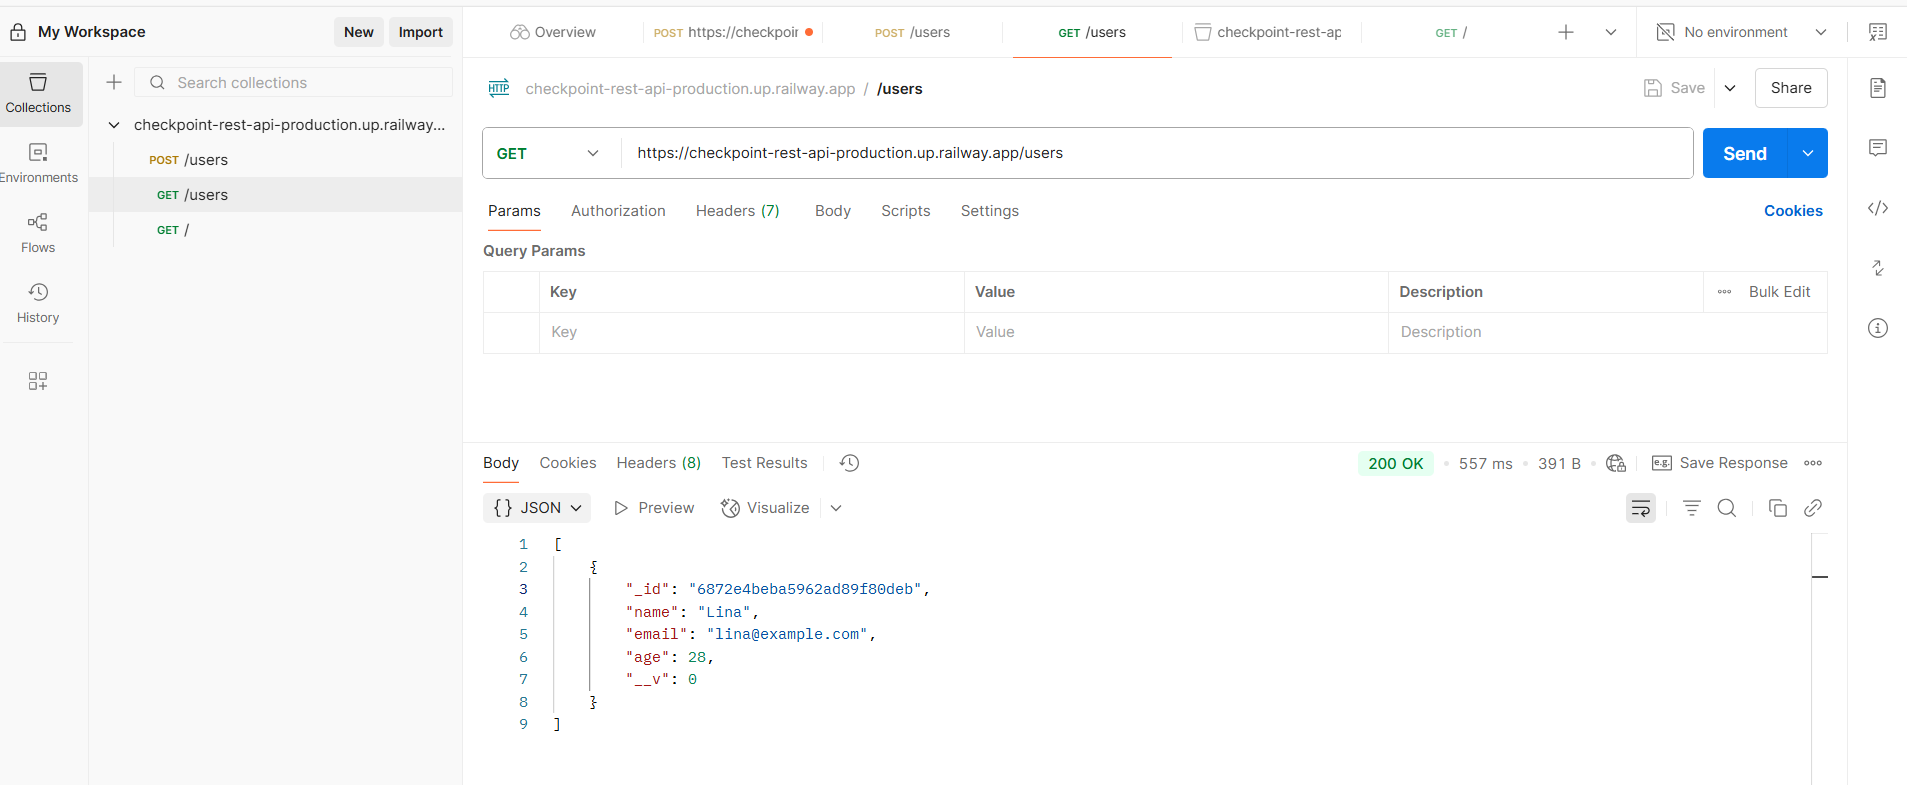 My Workspace
New
Import
Overview
POST https://checkpoir
POST /users
GET /users
checkpoint-rest-ap
GET /
No environment
Collections
Environments
Flows
History
Search collections
checkpoint-rest-api-production.up.railway...
POST /users
GET /users
GET /
HTTP
checkpoint-rest-api-production.up.railway.app / /users
Save
Share
GET
https://checkpoint-rest-api-production.up.railway.app/users
Send
Params
Authorization
Headers (7)
Body
Scripts
Settings
Cookies
Query Params
Key
Value
Description
Bulk Edit
Key
Value
Description
Body
Cookies
Headers (8)
Test Results
200 OK
557 ms
391 B
e.g.
Save Response
{} JSON
Preview
Visualize
1 [
2 {
3 "_id": "6872e4beba5962ad89f80deb",
4 "name": "Lina",
5 "email": "lina@example.com",
6 "age": 28,
7 "__v": 0
8 }
9 ]